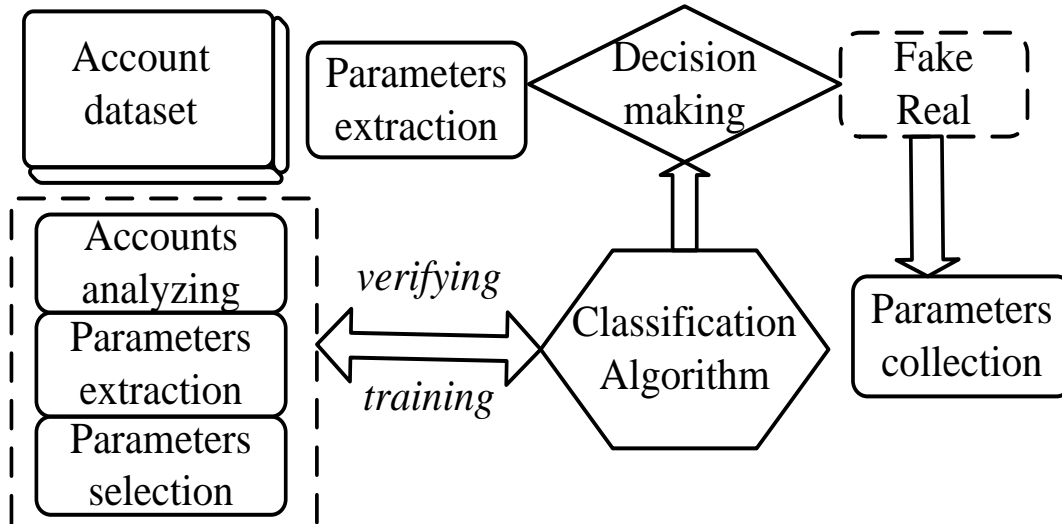 Account
dataset
Parameters
extraction
Decision
making
Fake
Real
Accounts
analyzing
Parameters
extraction
Parameters
selection
verifying
training
Classification
Algorithm
Parameters
collection